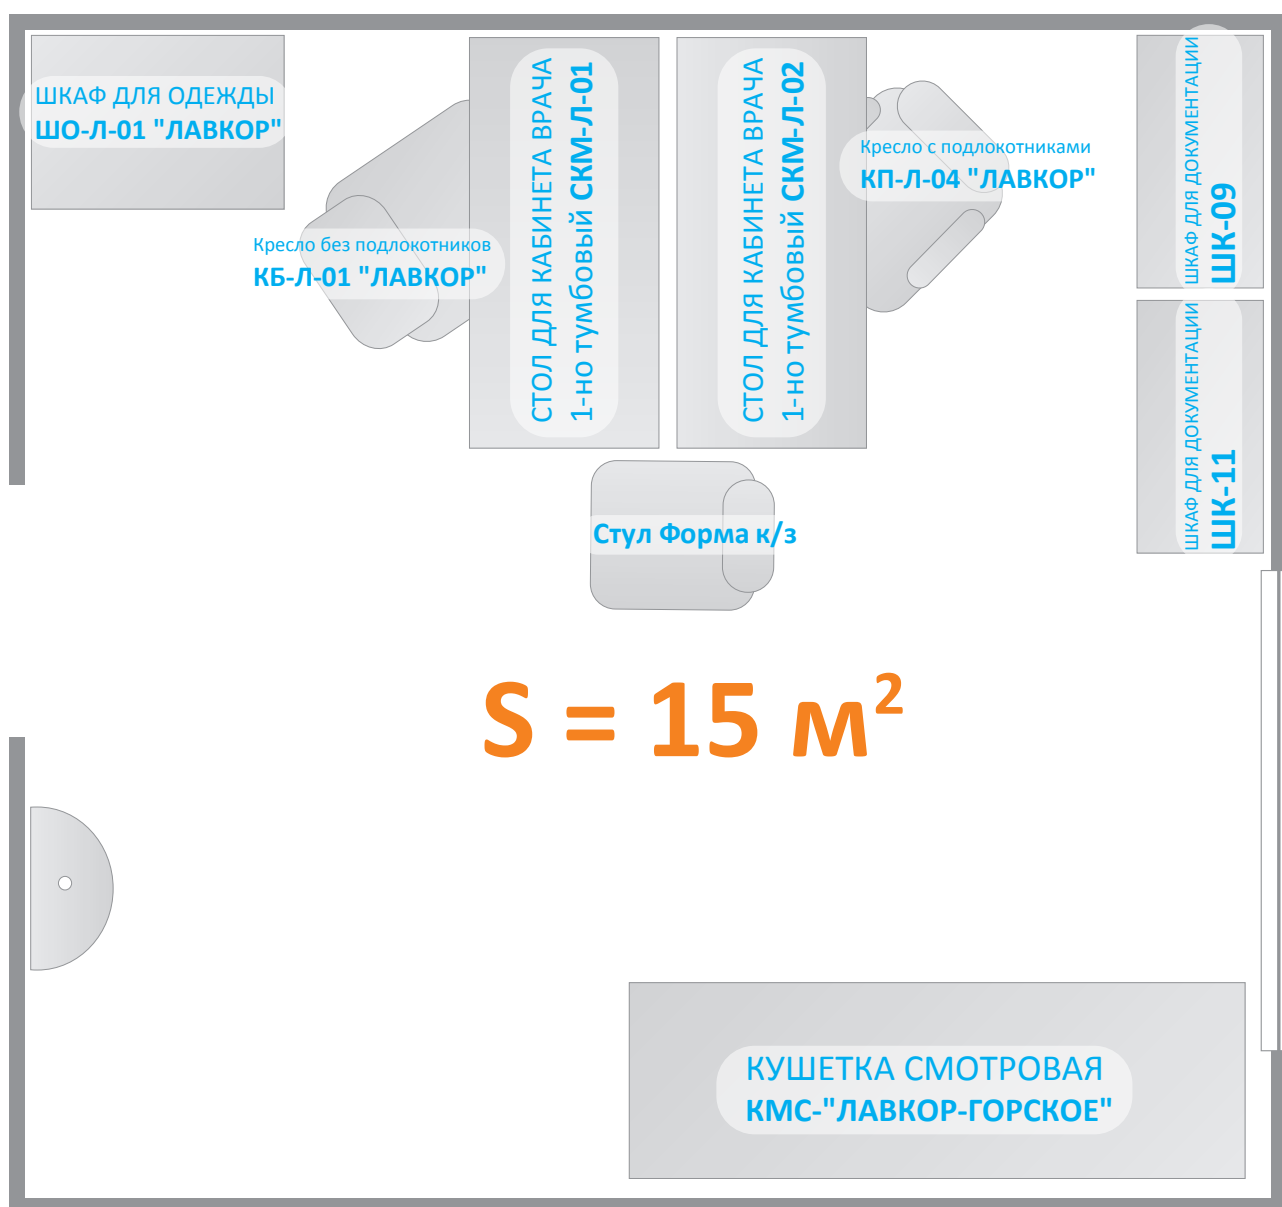 ШКАФ ДЛЯ ОДЕЖДЫ
ШО-Л-01 "ЛАВКОР"
Кресло без подлокотников
КБ-Л-01 "ЛАВКОР"
СТОЛ ДЛЯ КАБИНЕТА ВРАЧА
1-но тумбовый СКМ-Л-01
СТОЛ ДЛЯ КАБИНЕТА ВРАЧА
1-но тумбовый СКМ-Л-02
Кресло с подлокотниками
КП-Л-04 "ЛАВКОР"
ШКАФ ДЛЯ ДОКУМЕНТАЦИИ
ШК-09
ШКАФ ДЛЯ ДОКУМЕНТАЦИИ
ШК-11
Стул Форма к/з
S = 15 м²
КУШЕТКА СМОТРОВАЯ
КМС-"ЛАВКОР-ГОРСКОЕ"